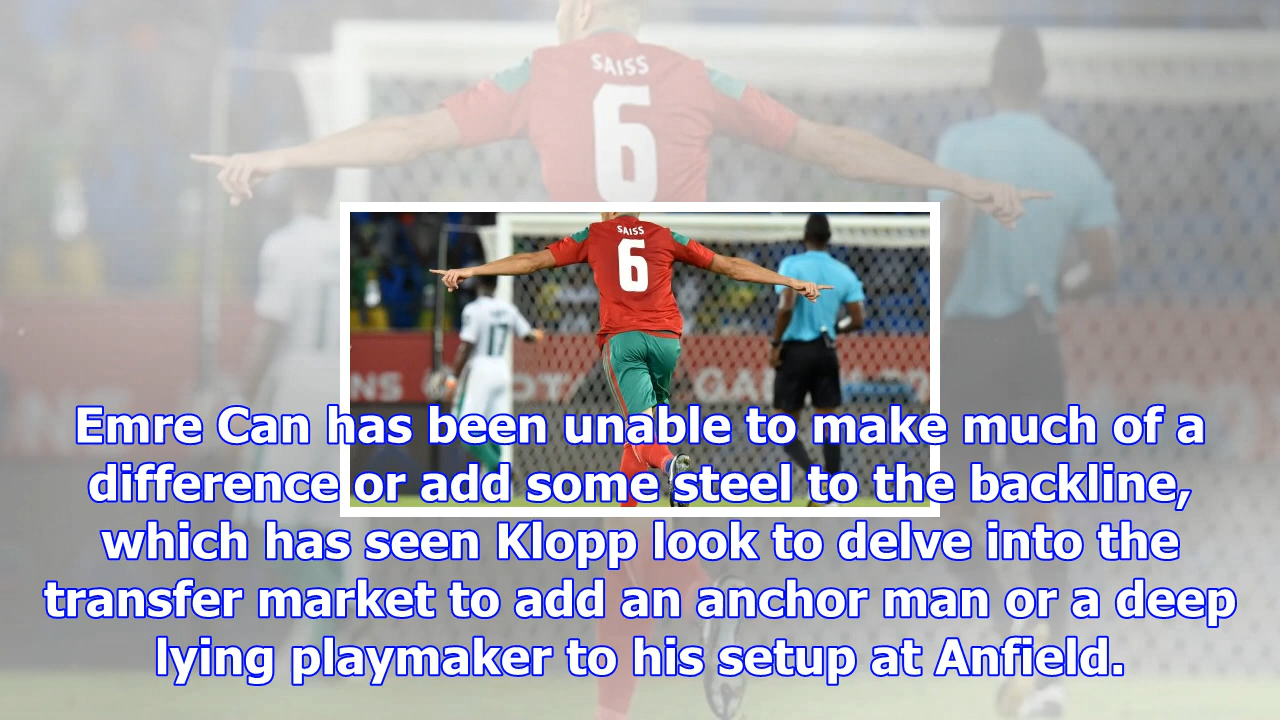 SAISS
6
SAISS
6
17
Emre Can has been unable to make much of a
difference or add some steel to the backline,
which has seen Klopp look to delve into the
transfer market to add an anchor man or a deep
lying playmaker to his setup at Anfield.